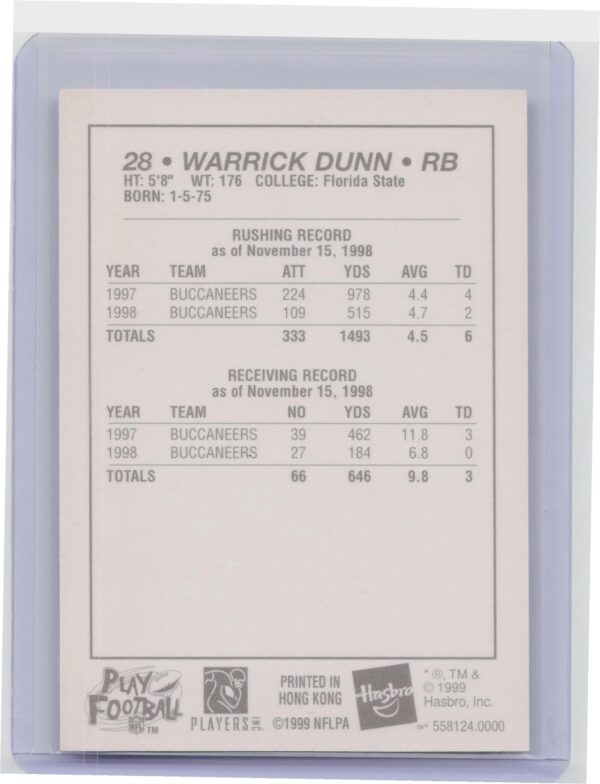 28 • WARRICK DUNN • RB
HT: 5'8" WT: 176 COLLEGE: Florida State
BORN: 1-5-75
RUSHING RECORD
as of November 15, 1998
YEAR TEAM ATT YDS AVG TD
1997 BUCCANEERS 224 978 4.4 4
1998 BUCCANEERS 109 515 4.7 2
TOTALS 333 1493 4.5 6
RECEIVING RECORD
as of November 15, 1998
YEAR TEAM NO YDS AVG TD
1997 BUCCANEERS 39 462 11.8 3
1998 BUCCANEERS 27 184 6.8 0
TOTALS 66 646 9.8 3
PLAY FOOTBALL NFL TM
PLAYERS INC
PRINTED IN
HONG KONG
©1999 NFLPA
Hasbro
* ®, TM &
© 1999
Hasbro, Inc.
™* 558124.0000